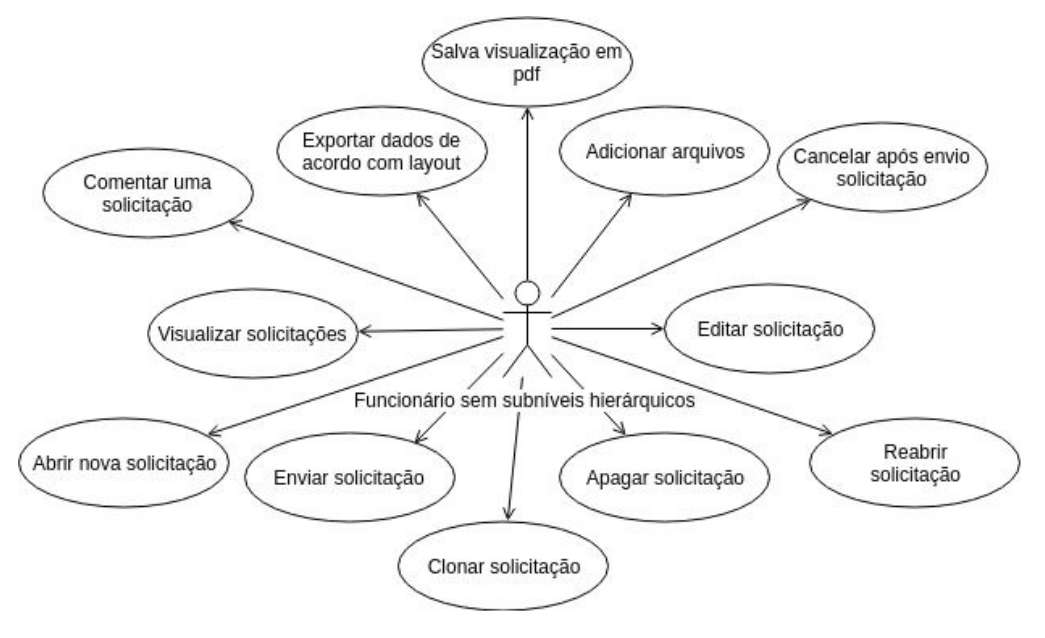 Salva visualização em
pdf
Exportar dados de
acordo com layout
Adicionar arquivos
Cancelar após envio
solicitação
Comentar uma
solicitação
Visualizar solicitações
Editar solicitação
Funcionário sem subníveis hierárquicos
Abrir nova solicitação
Enviar solicitação
Apagar solicitação
Reabrir
solicitação
Clonar solicitação